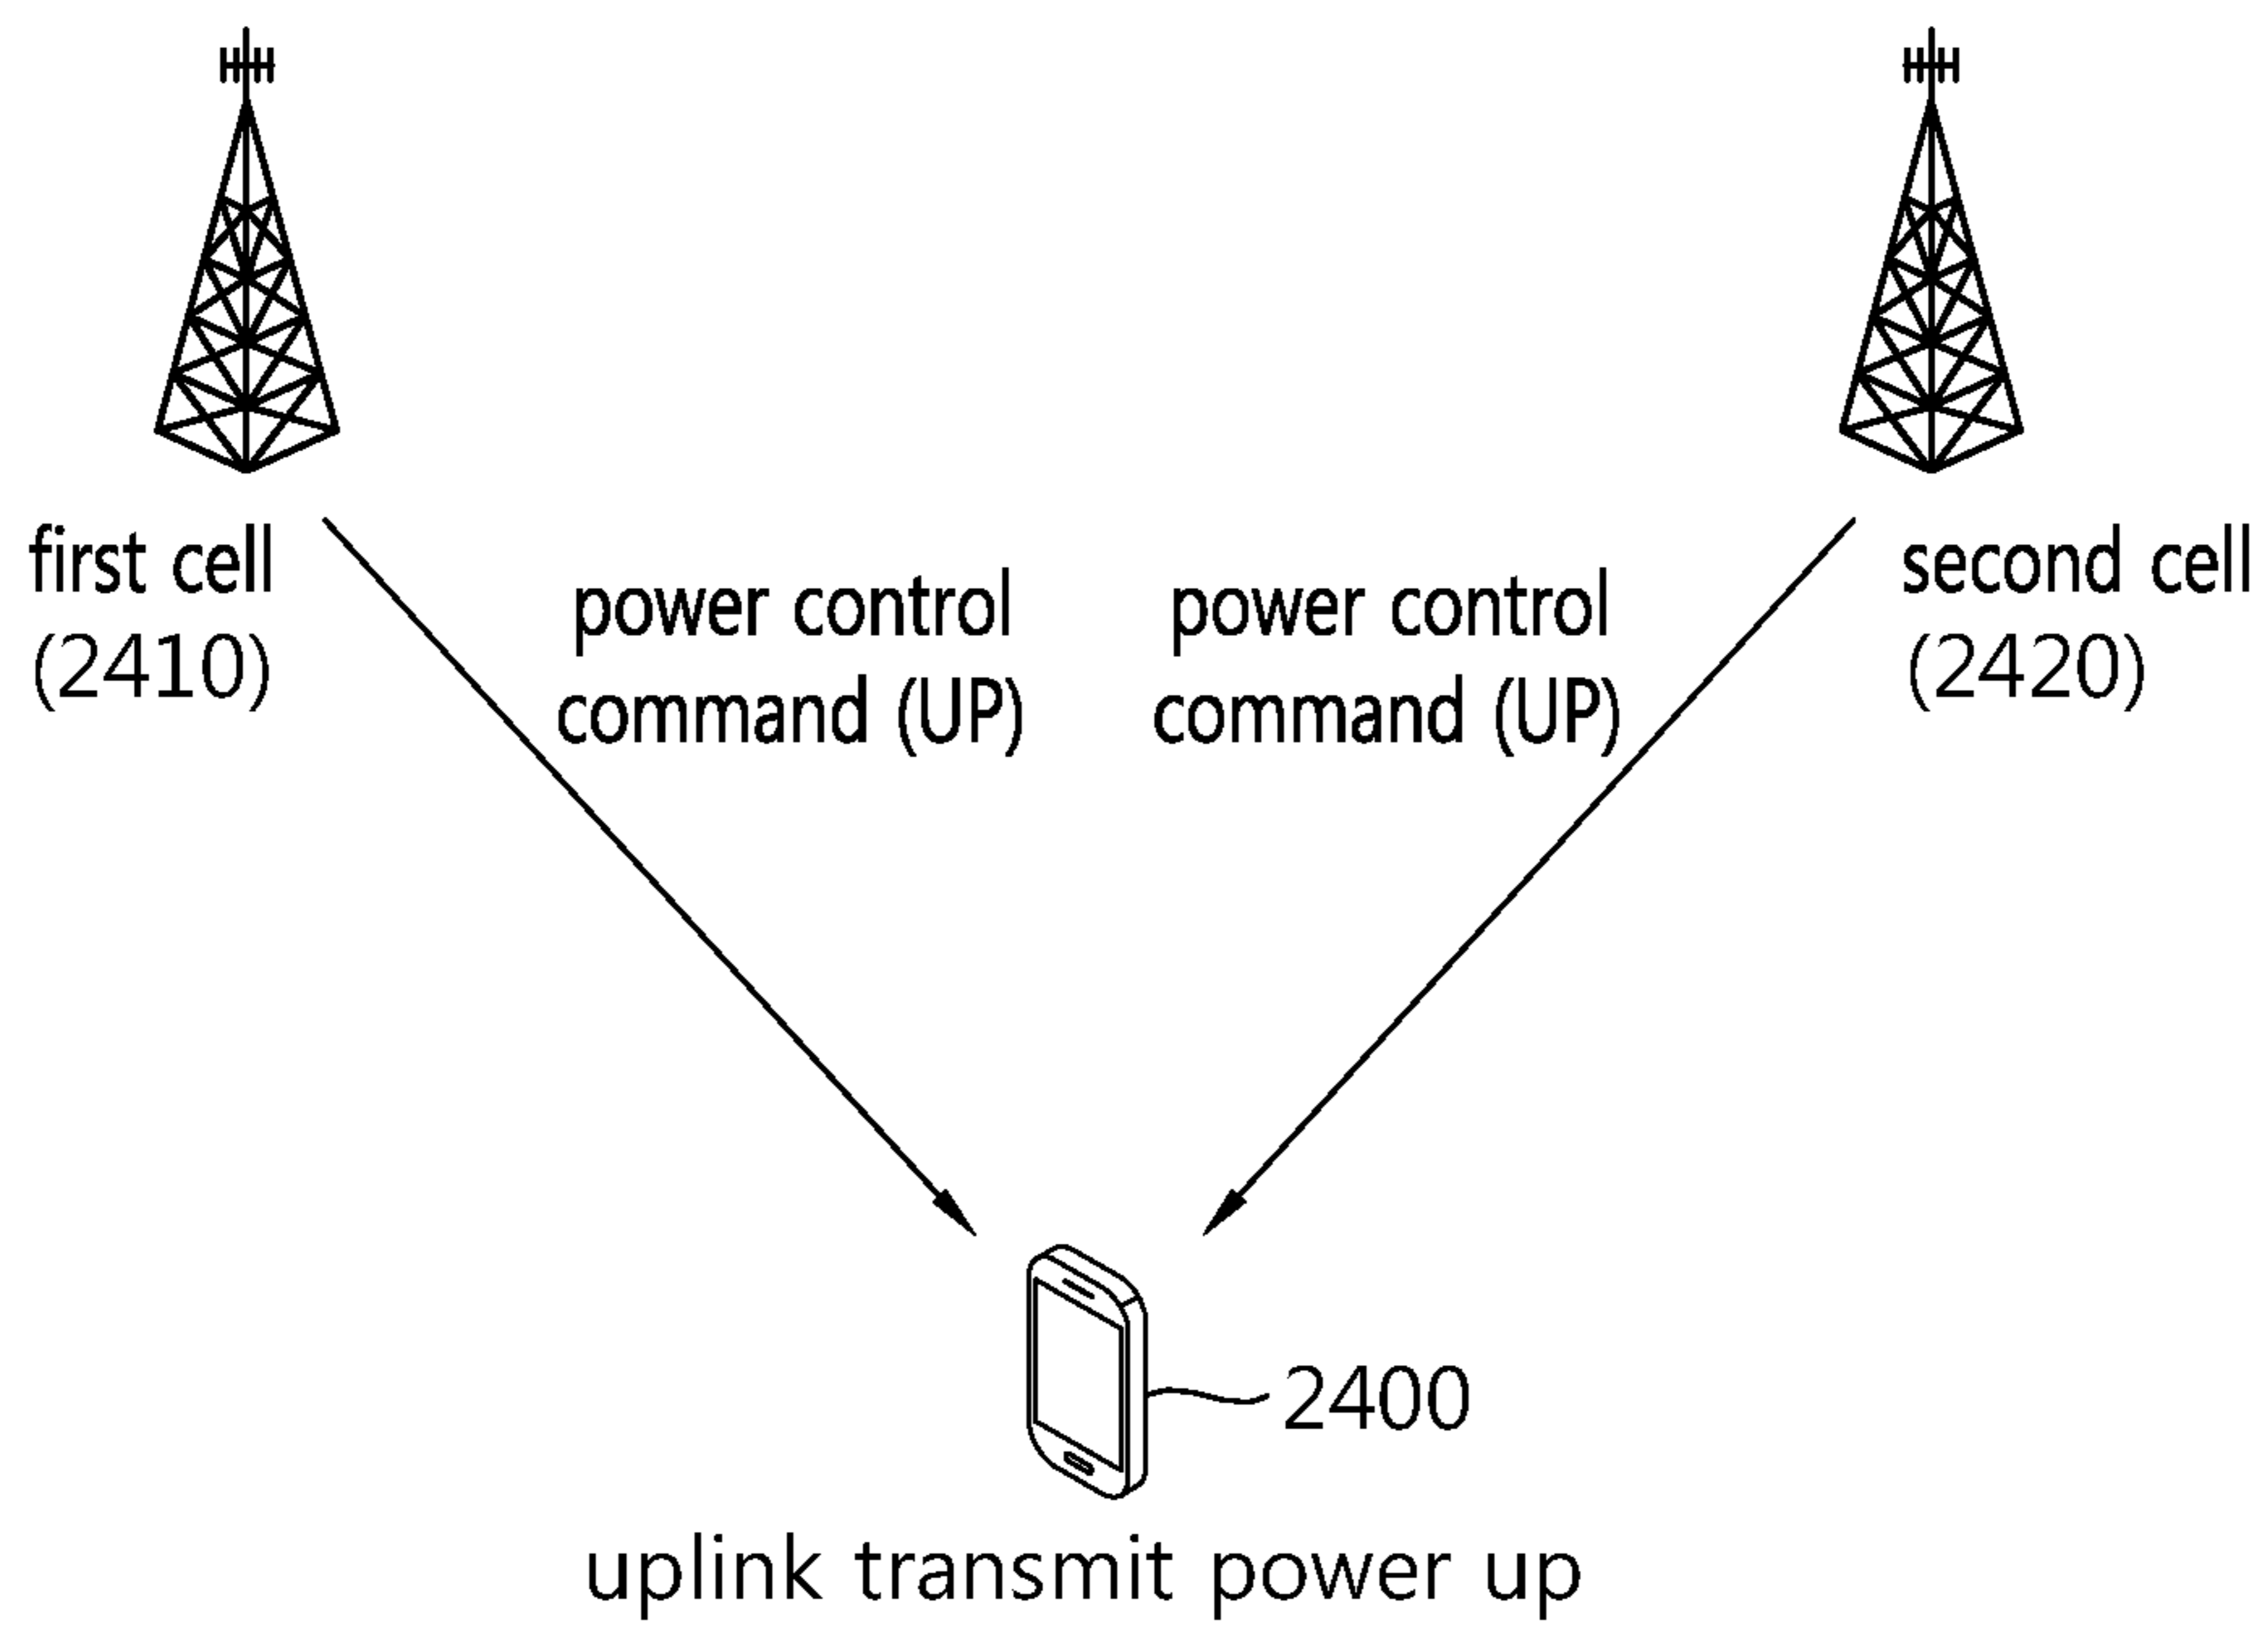 first cell
(2410)
power control
command (UP)
power control
command (UP)
second cell
(2420)
2400
uplink transmit power up